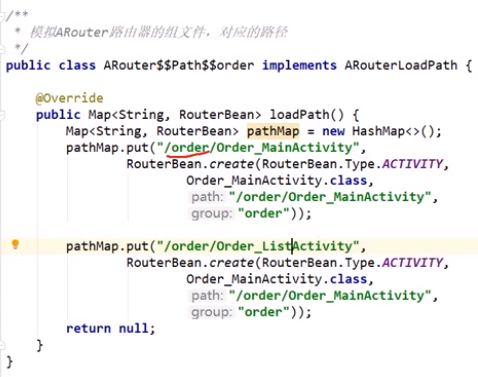 /**
 * 模拟ARouter路由器的组文件，对应的路径
 */
public class ARouter$$Path$$order implements ARouterLoadPath {
@Override
public Map<String, RouterBean> loadPath() {
Map<String, RouterBean> pathMap = new HashMap<>();
pathMap.put("/order/Order_MainActivity",
RouterBean.create(RouterBean.Type.ACTIVITY,
Order_MainActivity.class,
path: "/order/Order_MainActivity",
group: "order"));
pathMap.put("/order/Order_ListActivity",
RouterBean.create(RouterBean.Type.ACTIVITY,
Order_MainActivity.class,
path: "/order/Order_MainActivity",
group: "order"));
return null;
}
}